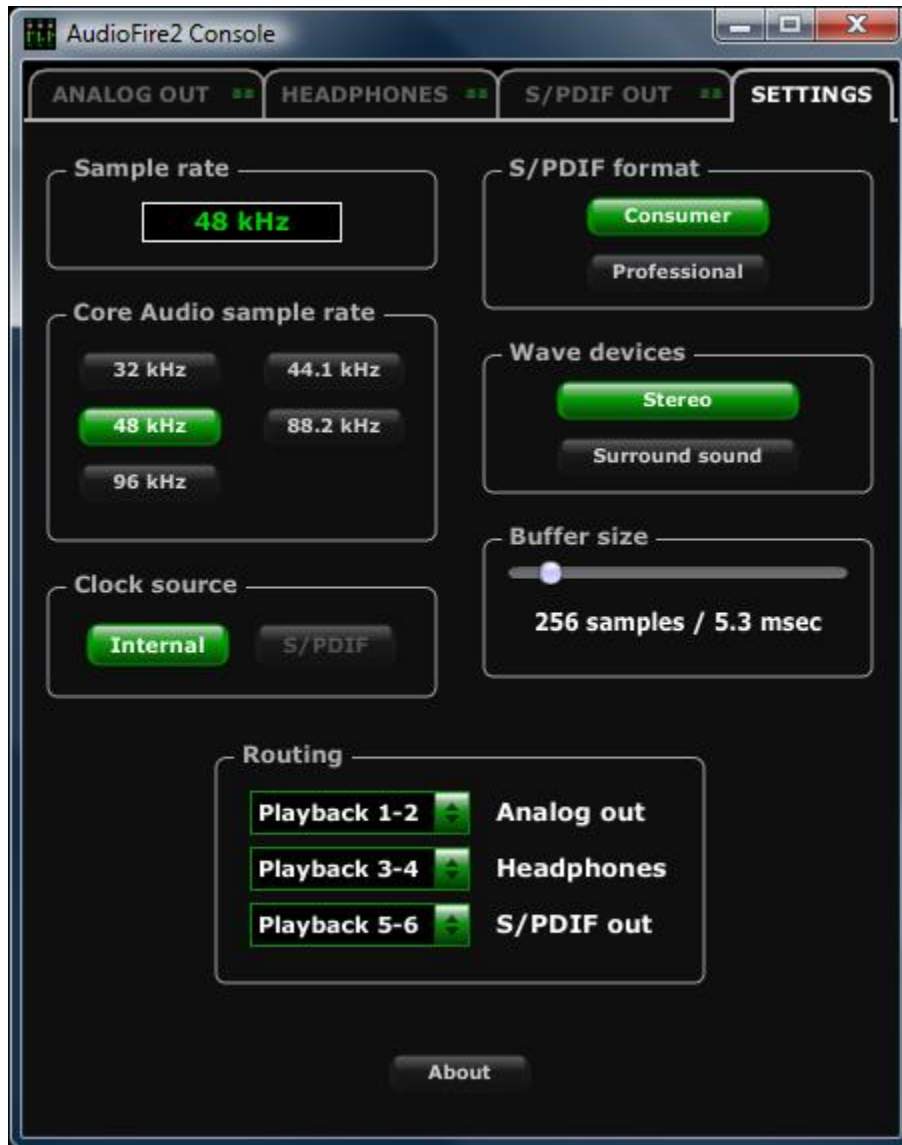 AudioFire2 Console
ANALOG OUT
HEADPHONES
S/PDIF OUT
SETTINGS
Sample rate
48 kHz
Core Audio sample rate
32 kHz
44.1 kHz
48 kHz
88.2 kHz
96 kHz
Clock source
Internal
S/PDIF
S/PDIF format
Consumer
Professional
Wave devices
Stereo
Surround sound
Buffer size
256 samples / 5.3 msec
Routing
Playback 1-2 Analog out
Playback 3-4 Headphones
Playback 5-6 S/PDIF out
About